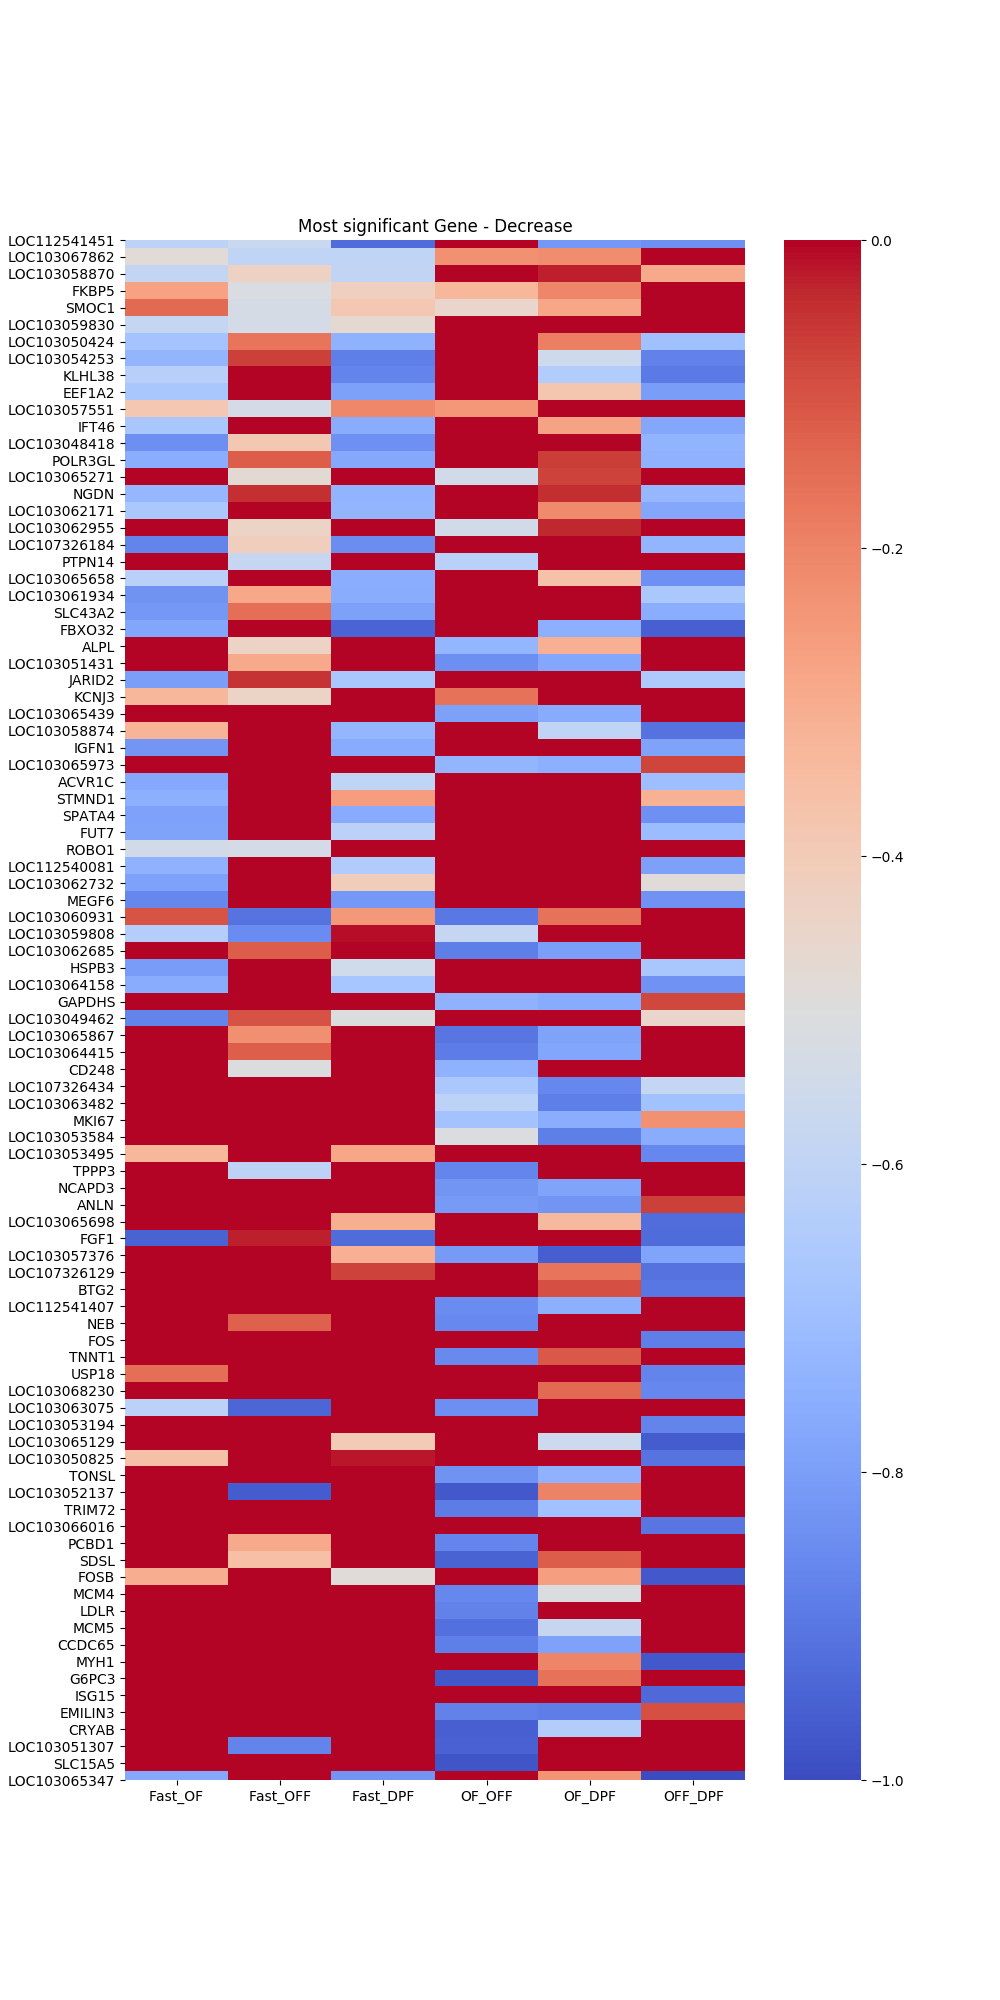 Most significant Gene - Decrease
LOC112541451
LOC103067862
LOC103058870
FKBP5
SMOC1
LOC103059830
LOC103050424
LOC103054253
KLHL38
EEF1A2
LOC103057551
IFT46
LOC103048418
POLR3GL
LOC103065271
NGDN
LOC103062171
LOC103062955
LOC107326184
PTPN14
LOC103065658
LOC103061934
SLC43A2
FBXO32
ALPL
LOC103051431
JARID2
KCNJ3
LOC103065439
LOC103058874
IGFN1
LOC103065973
ACVR1C
STMND1
SPATA4
FUT7
ROBO1
LOC112540081
LOC103062732
MEGF6
LOC103060931
LOC103059808
LOC103062685
HSPB3
LOC103064158
GAPDHS
LOC103049462
LOC103065867
LOC103064415
CD248
LOC107326434
LOC103063482
MKI67
LOC103053584
LOC103053495
TPPP3
NCAPD3
ANLN
LOC103065698
FGF1
LOC103057376
LOC107326129
BTG2
LOC112541407
NEB
FOS
TNNT1
USP18
LOC103068230
LOC103063075
LOC103053194
LOC103065129
LOC103050825
TONSL
LOC103052137
TRIM72
LOC103066016
PCBD1
SDSL
FOSB
MCM4
LDLR
MCM5
CCDC65
MYH1
G6PC3
ISG15
EMILIN3
CRYAB
LOC103051307
SLC15A5
LOC103065347
Fast_OF
Fast_OFF
Fast_DPF
OF_OFF
OF_DPF
OFF_DPF
0.0
−0.2
−0.4
−0.6
−0.8
−1.0